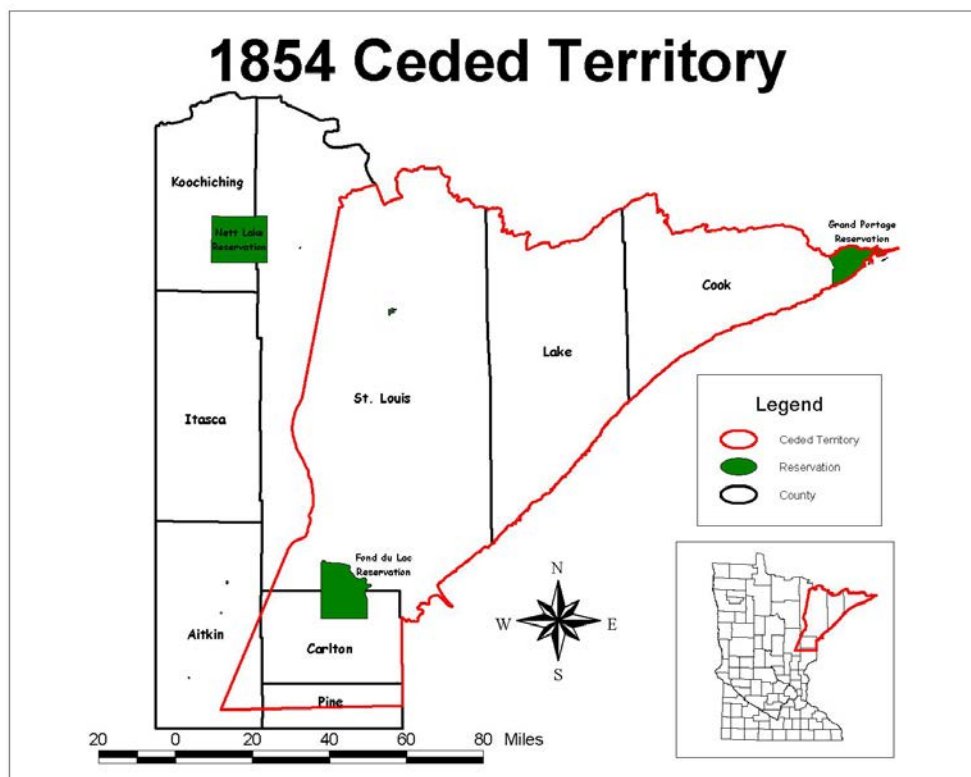 1854 Ceded Territory
Koochiching
Nett Lake
Reservation
Grand Portage
Reservation
Cook
Lake
St. Louis
Itasca
Legend
Ceded Territory
Reservation
County
Fond du Lac
Reservation
N
W
E
S
Aitkin
Carlton
Pine
20 0 20 40 60 80 Miles